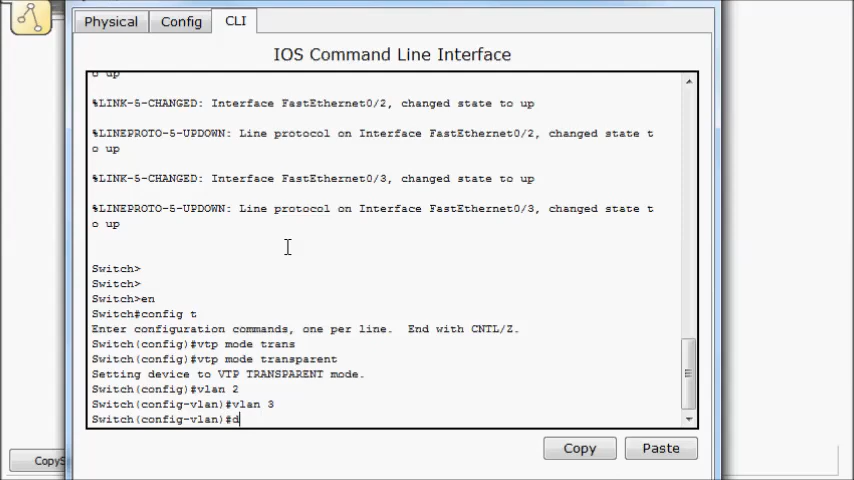 Physical Config CLI
IOS Command Line Interface
o up
%LINK-5-CHANGED: Interface FastEthernet0/2, changed state to up
%LINEPROTO-5-UPDOWN: Line protocol on Interface FastEthernet0/2, changed state t
o up
%LINK-5-CHANGED: Interface FastEthernet0/3, changed state to up
%LINEPROTO-5-UPDOWN: Line protocol on Interface FastEthernet0/3, changed state t
o up
Switch>
Switch>
Switch>en
Switch#config t
Enter configuration commands, one per line.  End with CNTL/Z.
Switch(config)#vtp mode trans
Switch(config)#vtp mode transparent
Setting device to VTP TRANSPARENT mode.
Switch(config)#vlan 2
Switch(config-vlan)#vlan 3
Switch(config-vlan)#d
Copy Paste